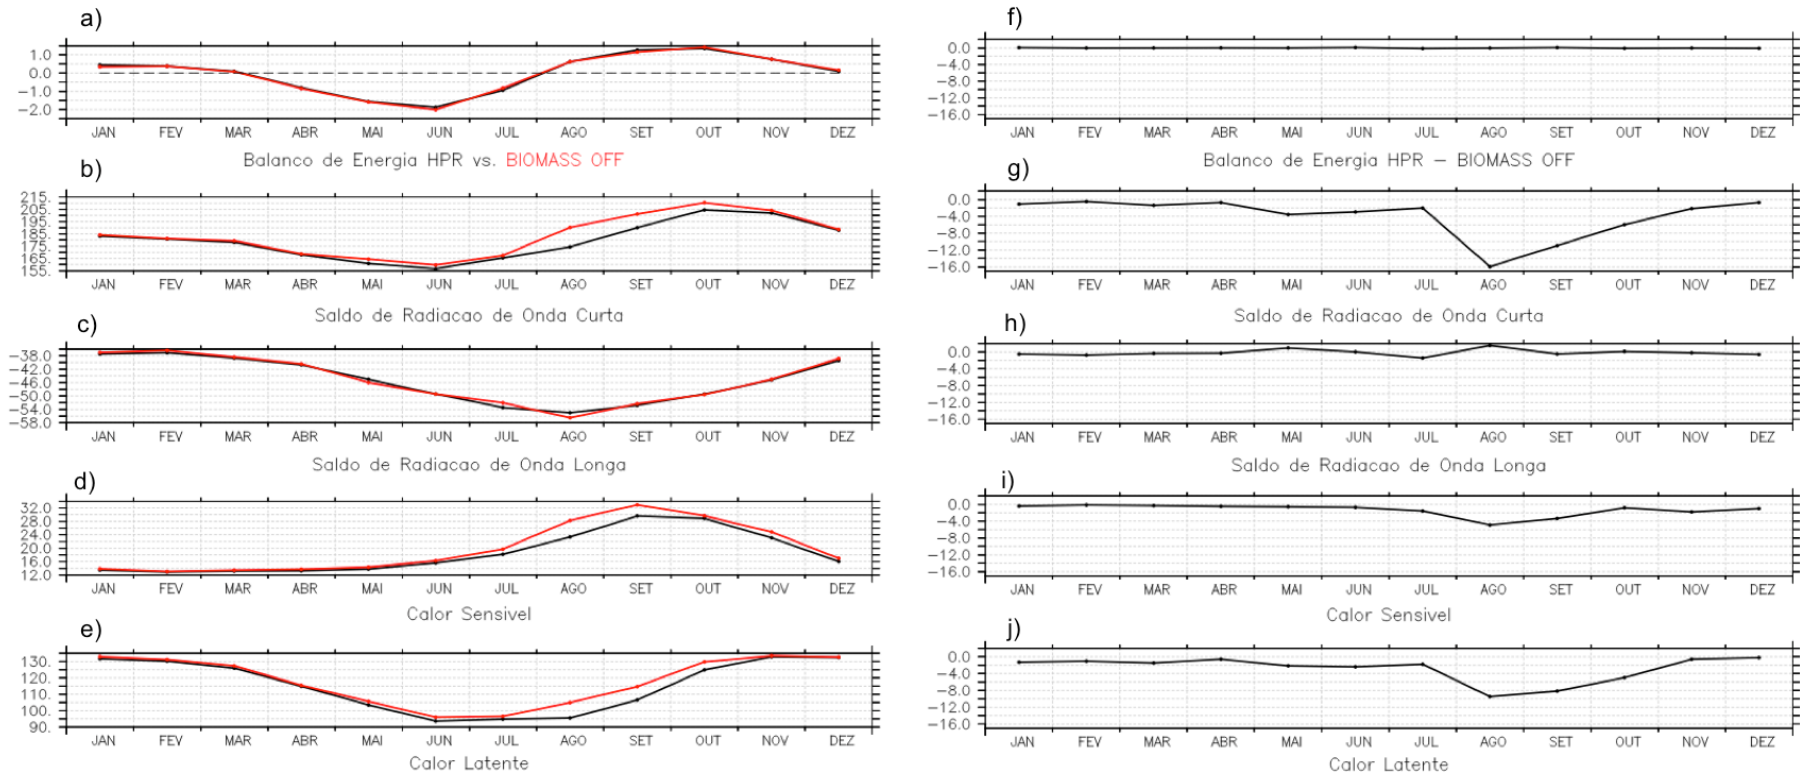 a)
1.0
0.0
−1.0
−2.0
JAN FEV MAR ABR MAI JUN JUL AGO SET OUT NOV DEZ
Balanco de Energia HPR vs. BIOMASS OFF
b)
215.
205.
195.
185.
175.
165.
155.
JAN FEV MAR ABR MAI JUN JUL AGO SET OUT NOV DEZ
Saldo de Radiacao de Onda Curta
c)
−38.0
−42.0
−46.0
−50.0
−54.0
−58.0
JAN FEV MAR ABR MAI JUN JUL AGO SET OUT NOV DEZ
Saldo de Radiacao de Onda Longa
d)
32.0
28.0
24.0
20.0
16.0
12.0
JAN FEV MAR ABR MAI JUN JUL AGO SET OUT NOV DEZ
Calor Sensivel
e)
130.
120.
110.
100.
90.
JAN FEV MAR ABR MAI JUN JUL AGO SET OUT NOV DEZ
Calor Latente
f)
0.0
−4.0
−8.0
−12.0
−16.0
JAN FEV MAR ABR MAI JUN JUL AGO SET OUT NOV DEZ
Balanco de Energia HPR − BIOMASS OFF
g)
0.0
−4.0
−8.0
−12.0
−16.0
JAN FEV MAR ABR MAI JUN JUL AGO SET OUT NOV DEZ
Saldo de Radiacao de Onda Curta
h)
0.0
−4.0
−8.0
−12.0
−16.0
JAN FEV MAR ABR MAI JUN JUL AGO SET OUT NOV DEZ
Saldo de Radiacao de Onda Longa
i)
0.0
−4.0
−8.0
−12.0
−16.0
JAN FEV MAR ABR MAI JUN JUL AGO SET OUT NOV DEZ
Calor Sensivel
j)
0.0
−4.0
−8.0
−12.0
−16.0
JAN FEV MAR ABR MAI JUN JUL AGO SET OUT NOV DEZ
Calor Latente